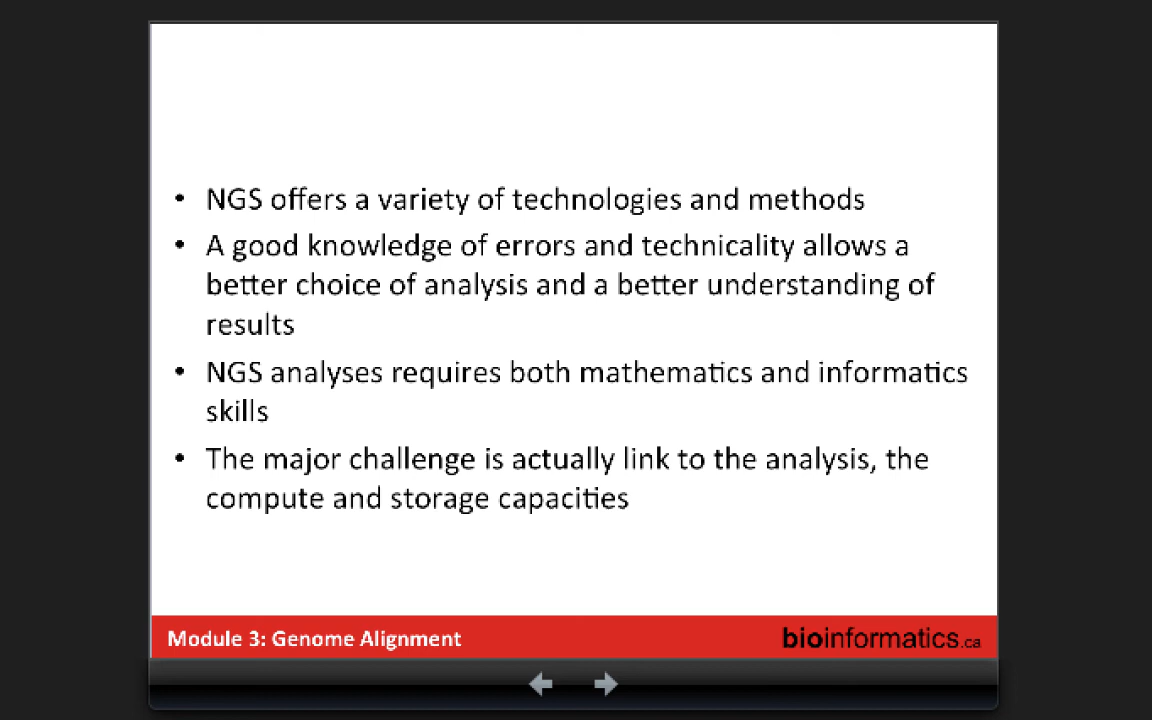 • NGS offers a variety of technologies and methods
• A good knowledge of errors and technicality allows a
better choice of analysis and a better understanding of
results
• NGS analyses requires both mathematics and informatics
skills
• The major challenge is actually link to the analysis, the
compute and storage capacities
Module 3: Genome Alignment
bioinformatics.ca